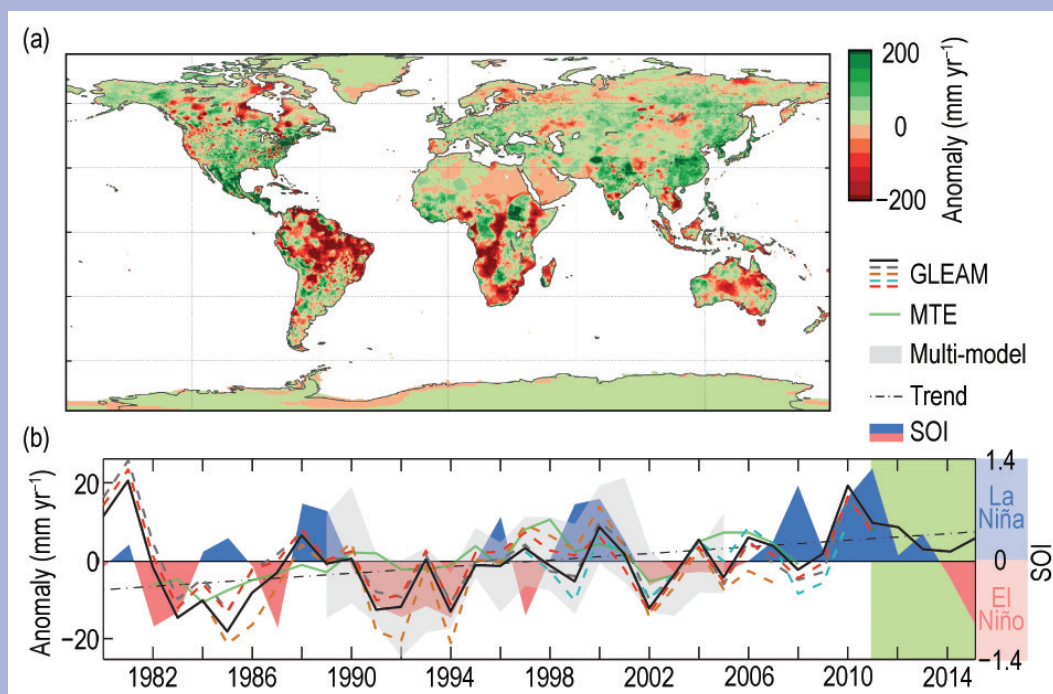 (a)
200
0
−200
Anomaly (mm yr⁻¹)
GLEAM
MTE
Multi-model
Trend
SOI
(b)
Anomaly (mm yr⁻¹)
20
0
−20
1.4
0
−1.4
La
Niña
El
Niño
SOI
1982 1986 1990 1994 1998 2002 2006 2010 2014